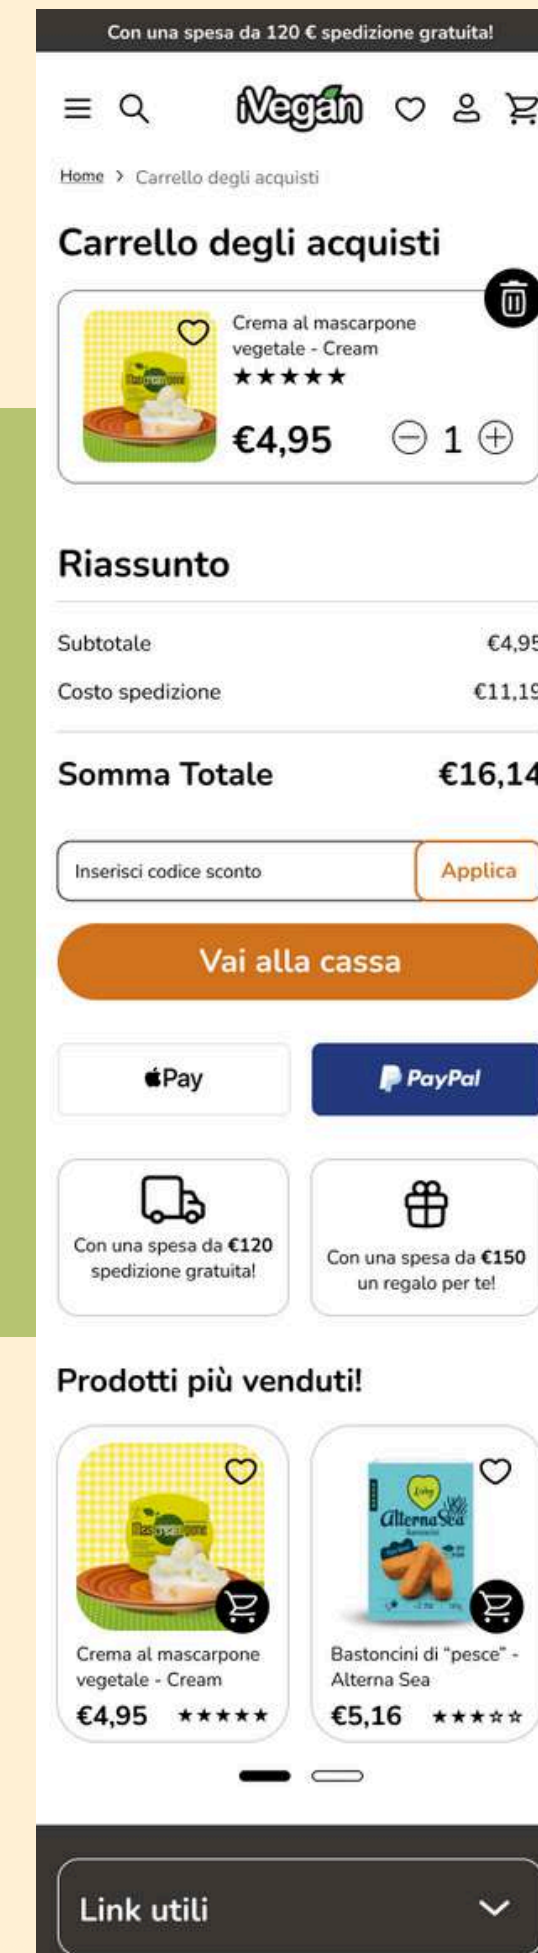 Con una spesa da 120 € spedizione gratuita!
iVegan
Home > Carrello degli acquisti
Carrello degli acquisti
Crema al mascarpone
vegetale - Cream
€4,95
1
Riassunto
Subtotale €4,95
Costo spedizione €11,19
Somma Totale €16,14
Inserisci codice sconto Applica
Vai alla cassa
Pay
PayPal
Con una spesa da €120
spedizione gratuita!
Con una spesa da €150
un regalo per te!
Prodotti più venduti!
Crema al mascarpone
vegetale - Cream
€4,95
AlternaSea
Bastoncini
Bastoncini di “pesce” -
Alterna Sea
€5,16
Link utili